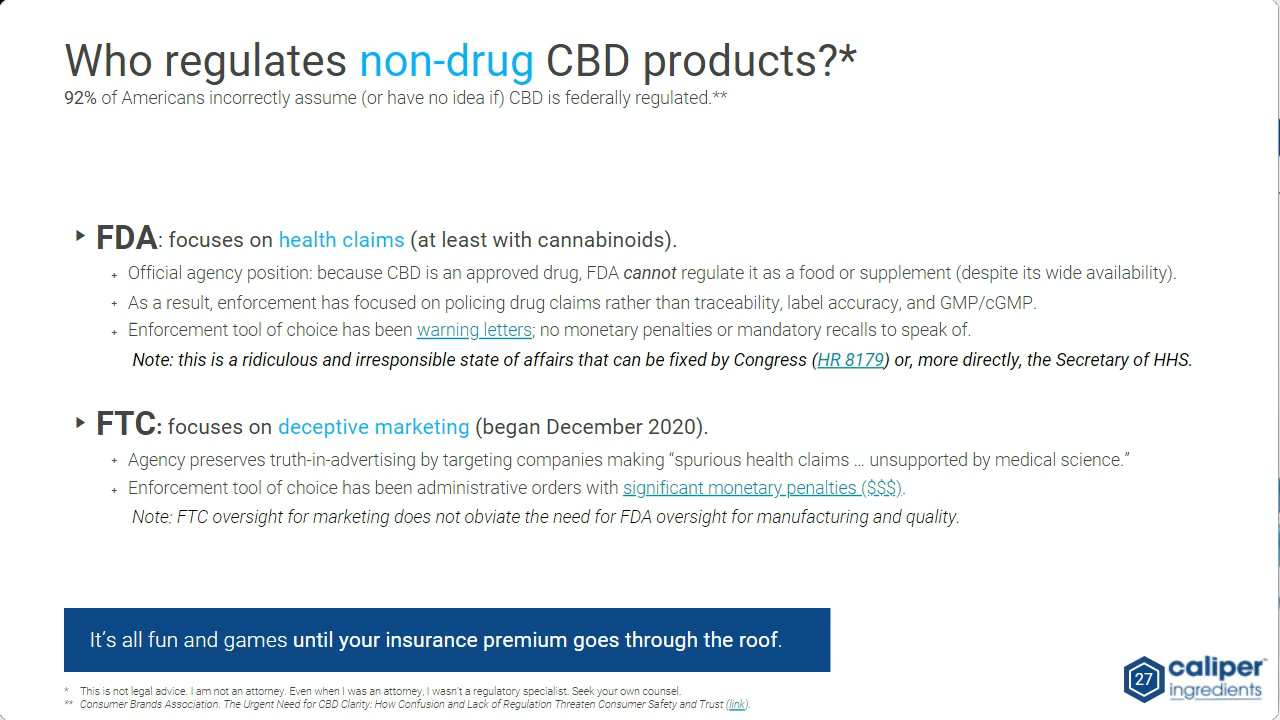 Who regulates non-drug CBD products?*
92% of Americans incorrectly assume (or have no idea if) CBD is federally regulated.**
FDA: focuses on health claims (at least with cannabinoids).
+ Official agency position: because CBD is an approved drug, FDA cannot regulate it as a food or supplement (despite its wide availability).
+ As a result, enforcement has focused on policing drug claims rather than traceability, label accuracy, and GMP/cGMP.
+ Enforcement tool of choice has been warning letters; no monetary penalties or mandatory recalls to speak of.
Note: this is a ridiculous and irresponsible state of affairs that can be fixed by Congress (HR 8179) or, more directly, the Secretary of HHS.
FTC: focuses on deceptive marketing (began December 2020).
+ Agency preserves truth-in-advertising by targeting companies making “spurious health claims … unsupported by medical science.”
+ Enforcement tool of choice has been administrative orders with significant monetary penalties ($$$).
Note: FTC oversight for marketing does not obviate the need for FDA oversight for manufacturing and quality.
It’s all fun and games until your insurance premium goes through the roof.
* This is not legal advice. I am not an attorney. Even when I was an attorney, I wasn’t a regulatory specialist. Seek your own counsel.
** Consumer Brands Association. The Urgent Need for CBD Clarity: How Confusion and Lack of Regulation Threaten Consumer Safety and Trust (link).
27
caliper™
ingredients